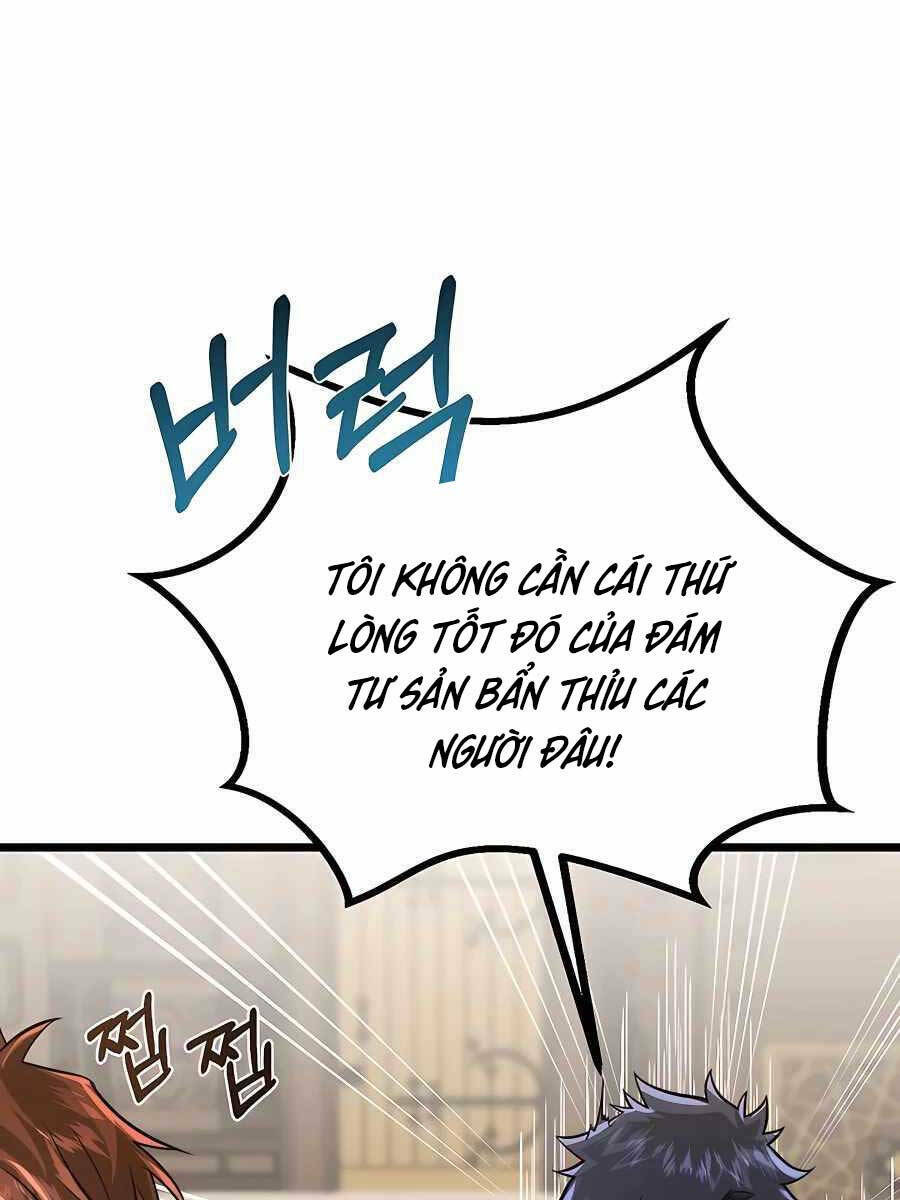 버럭
TÔI KHÔNG CẦN CÁI THỨ
LÒNG TỐT ĐÓ CỦA ĐÁM
TƯ SẢN BẨN THỈU CÁC
NGƯỜI ĐÂU!
쩝 쩝